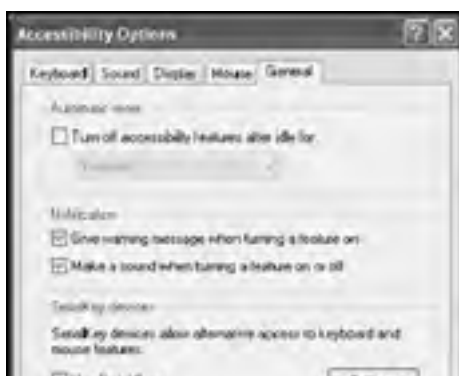 Accessibility Options
Keyboard Sound Display Mouse General
Automatic reset
Turn off accessibility features after idle for:
Notification
Give warning message when turning a feature on
Make a sound when turning a feature on or off
SerialKey devices
SerialKey devices allow alternative access to keyboard and
mouse features.